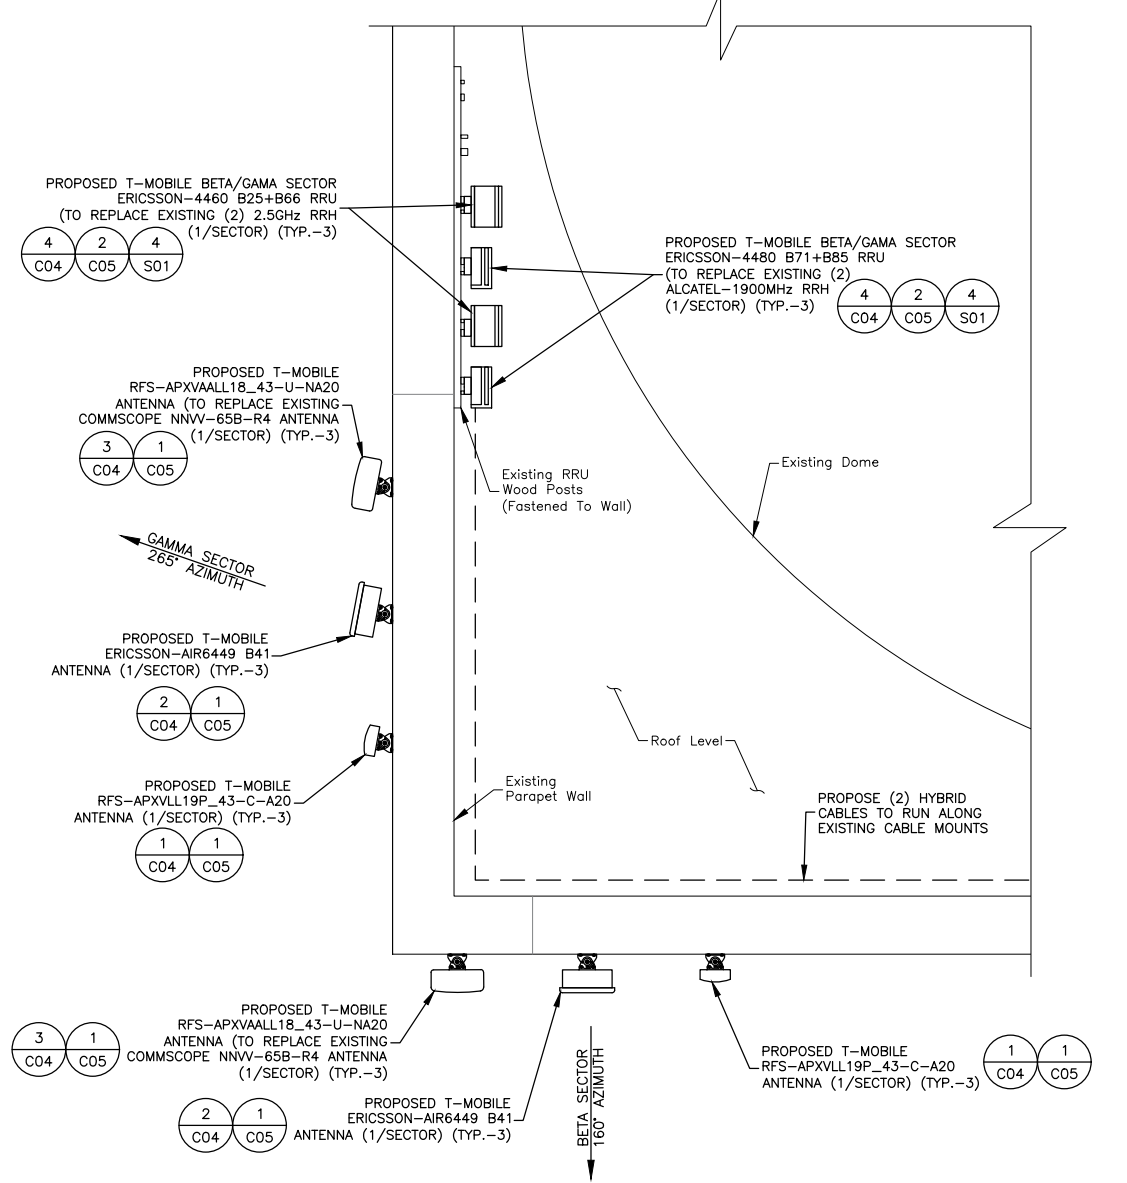 PROPOSED T-MOBILE BETA/GAMA SECTOR
ERICSSON-4460 B25+B66 RRU
(TO REPLACE EXISTING (2) 2.5GHz RRH
(1/SECTOR) (TYP.-3)
4
C04
2
C05
4
S01
PROPOSED T-MOBILE BETA/GAMA SECTOR
ERICSSON-4480 B71+B85 RRU
(TO REPLACE EXISTING (2)
ALCATEL-1900MHz RRH
(1/SECTOR) (TYP.-3)
4
C04
2
C05
4
S01
PROPOSED T-MOBILE
RFS-APXVAALL18_43-U-NA20
ANTENNA (TO REPLACE EXISTING
COMMSCOPE NNVV-65B-R4 ANTENNA
(1/SECTOR) (TYP.-3)
3
C04
1
C05
Existing RRU
Wood Posts
(Fastened To Wall)
Existing Dome
GAMMA SECTOR
265° AZIMUTH
PROPOSED T-MOBILE
ERICSSON-AIR6449 B41
ANTENNA (1/SECTOR) (TYP.-3)
2
C04
1
C05
Roof Level
PROPOSED T-MOBILE
RFS-APXVLL19P_43-C-A20
ANTENNA (1/SECTOR) (TYP.-3)
1
C04
1
C05
Existing
Parapet Wall
PROPOSE (2) HYBRID
CABLES TO RUN ALONG
EXISTING CABLE MOUNTS
PROPOSED T-MOBILE
RFS-APXVAALL18_43-U-NA20
ANTENNA (TO REPLACE EXISTING
COMMSCOPE NNVV-65B-R4 ANTENNA
(1/SECTOR) (TYP.-3)
3
C04
1
C05
PROPOSED T-MOBILE
ERICSSON-AIR6449 B41
ANTENNA (1/SECTOR) (TYP.-3)
2
C04
1
C05
BETA SECTOR
160° AZIMUTH
PROPOSED T-MOBILE
RFS-APXVLL19P_43-C-A20
ANTENNA (1/SECTOR) (TYP.-3)
1
C04
1
C05